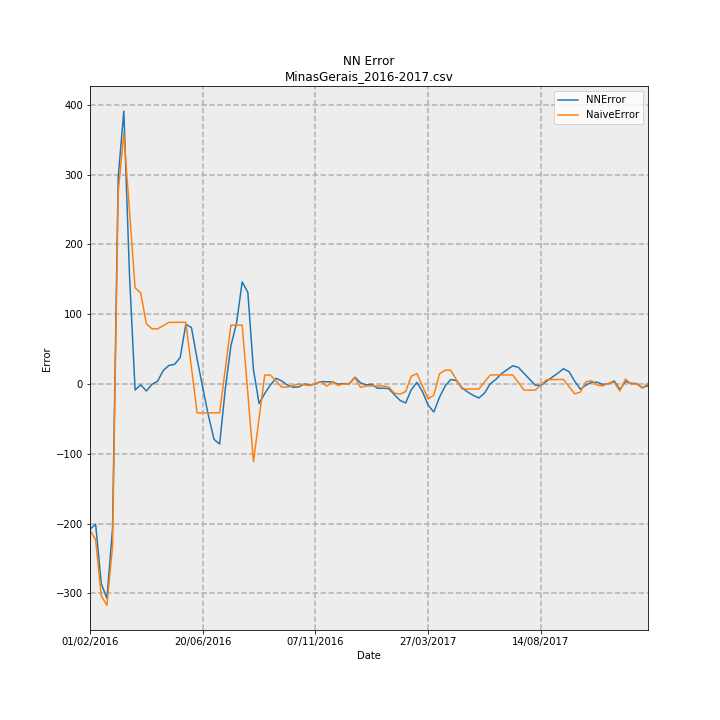 NN Error
MinasGerais_2016-2017.csv
NNError
NaiveError
400
300
200
100
0
−100
−200
−300
Error
01/02/2016 20/06/2016 07/11/2016 27/03/2017 14/08/2017
Date